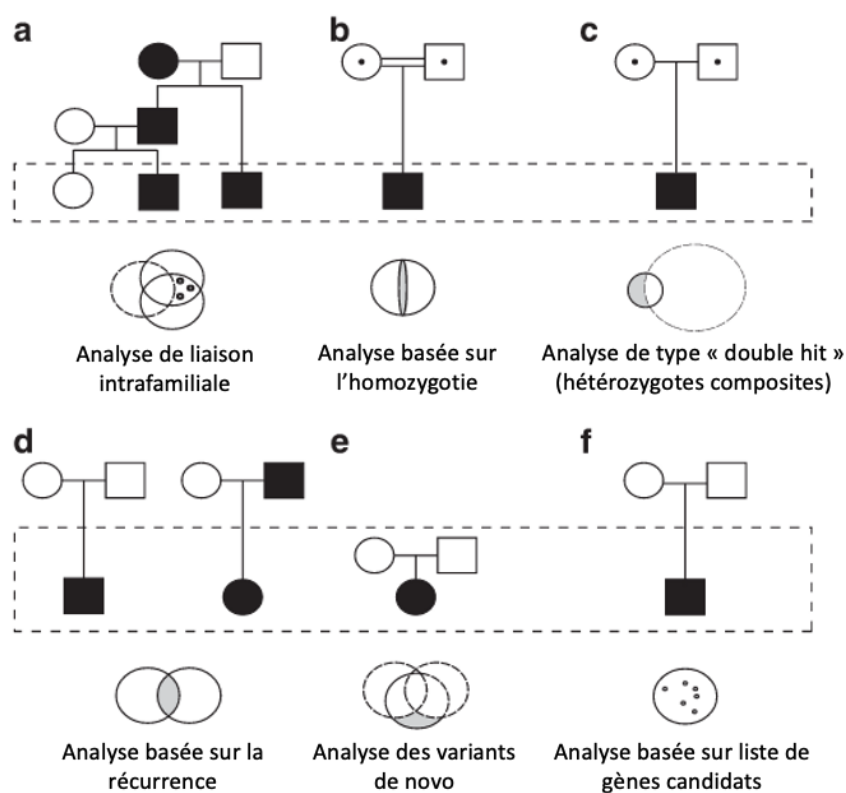 a
b
c
Analyse de liaison
intrafamiliale
Analyse basée sur
l'homozygotie
Analyse de type « double hit »
(hétérozygotes composites)
d
e
f
Analyse basée sur la
récurrence
Analyse des variants
de novo
Analyse basée sur liste de
gènes candidats